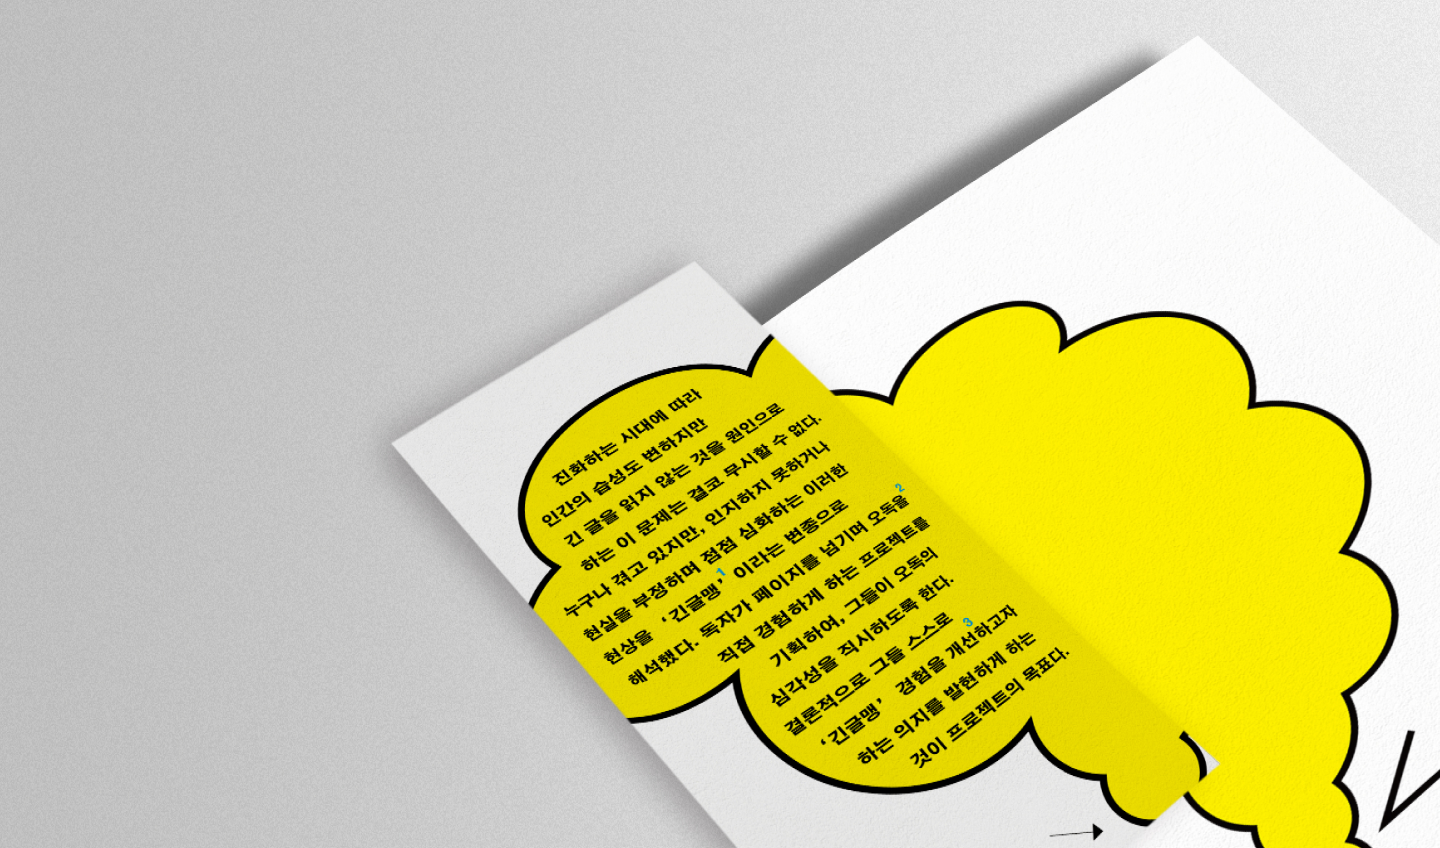 진화하는 시대에 따라
인간의 습성도 변하지만
긴 글을 읽지 않는 것을 원인으로
하는 이 문제는 결코 무시할 수 없다.
누구나 겪고 있지만, 인지하지 못하거나
현실을 부정하며 점점 심화하는 이러한
현상을 ‘긴글맹’1 이라는 변종으로
해석했다. 독자가 페이지를 넘기며 오독을2
직접 경험하게 하는 프로젝트를
기획하여, 그들이 오독의
심각성을 직시하도록 한다.
결론적으로 그들 스스로
‘긴글맹’ 경험을 개선하고자3
하는 의지를 발현하게 하는
것이 프로젝트의 목표다.